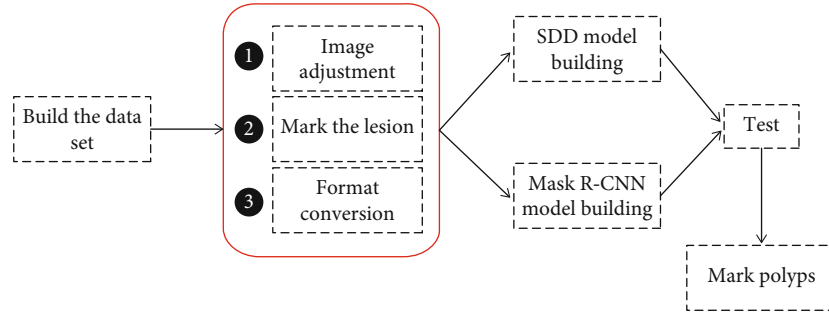 Build the data
set
1
Image
adjustment
2
Mark the lesion
3
Format
conversion
SDD model
building
Mask R-CNN
model building
Test
Mark polyps